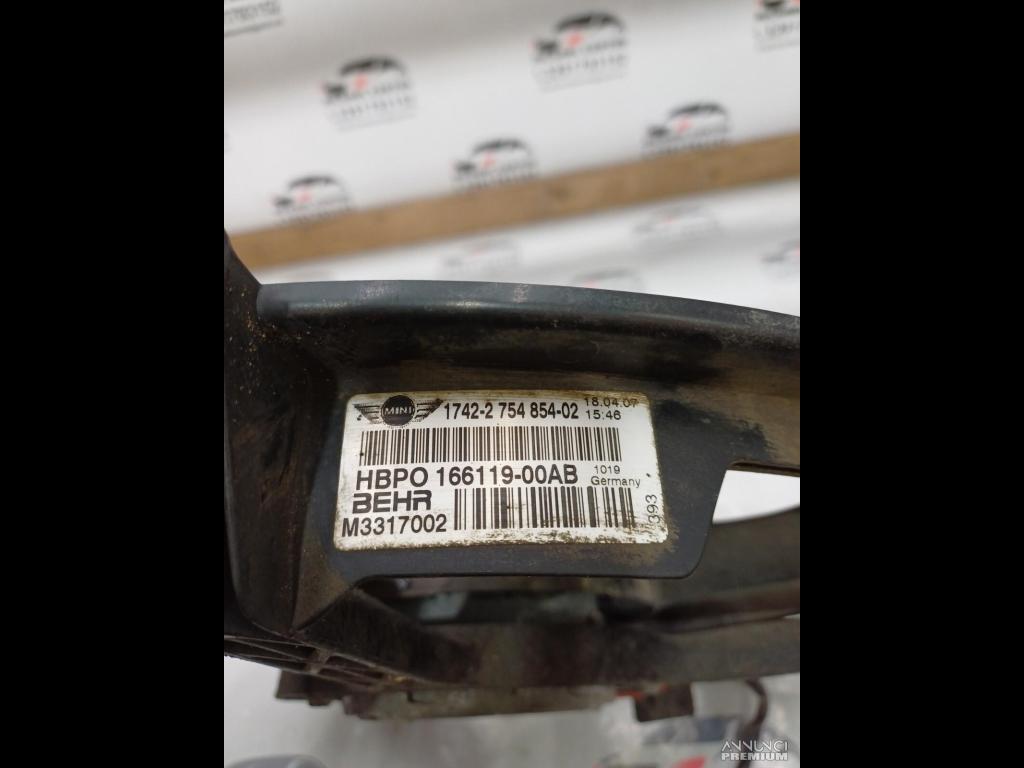 MINI 1742-2 754 854-02 18.04.07
15:46
HBPO 166119-00AB 1019
Germany
BEHR
M3317002
393
ANNUNCI
PREMIUM